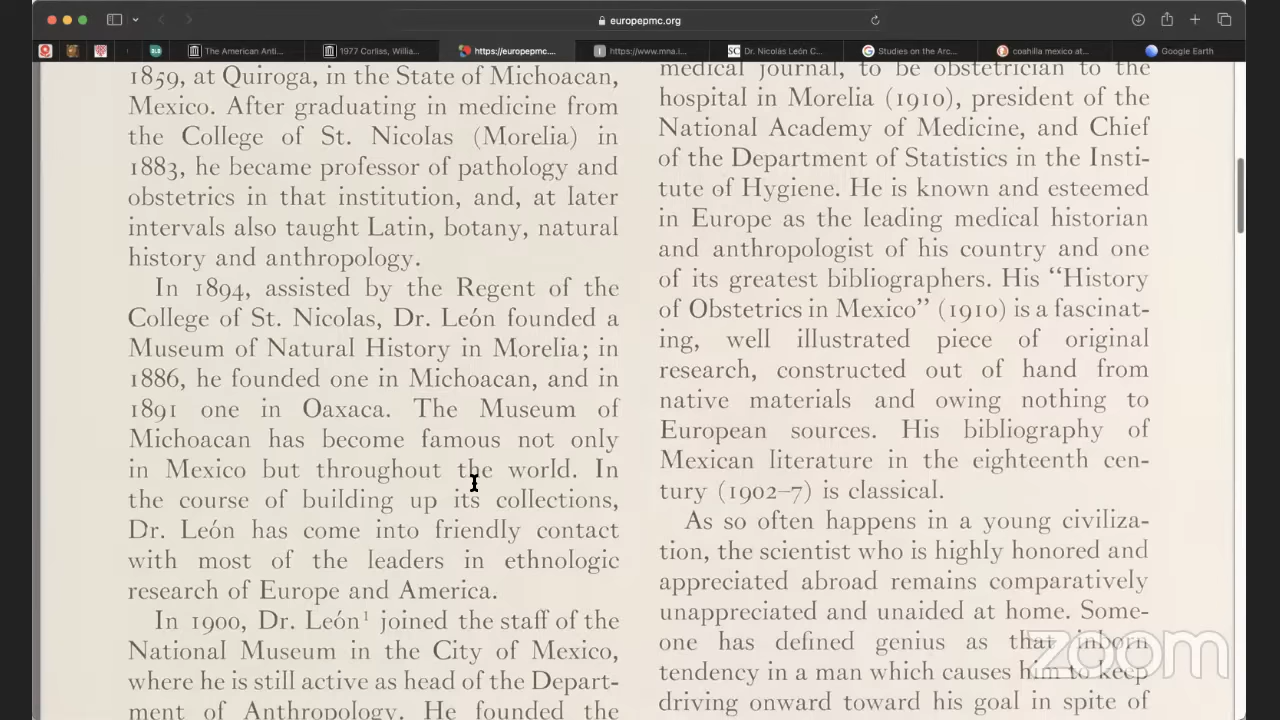 europepmc.org
The American Anti...
1977 Corliss, Willia...
https://europepmc....
https://www.mna.i...
Dr. Nicolás León C...
Studies on the Arc...
coahilla mexico at...
Google Earth
1859, at Quiroga, in the State of Michoacan,
Mexico. After graduating in medicine from
the College of St. Nicolas (Morelia) in
1883, he became professor of pathology and
obstetrics in that institution, and, at later
intervals also taught Latin, botany, natural
history and anthropology.
In 1894, assisted by the Regent of the
College of St. Nicolas, Dr. León founded a
Museum of Natural History in Morelia; in
1886, he founded one in Michoacan, and in
1891 one in Oaxaca. The Museum of
Michoacan has become famous not only
in Mexico but throughout the world. In
the course of building up its collections,
Dr. León has come into friendly contact
with most of the leaders in ethnologic
research of Europe and America.
In 1900, Dr. León¹ joined the staff of the
National Museum in the City of Mexico,
where he is still active as head of the Depart-
ment of Anthropology. He founded the
medical journal, to be obstetrician to the
hospital in Morelia (1910), president of the
National Academy of Medicine, and Chief
of the Department of Statistics in the Insti-
tute of Hygiene. He is known and esteemed
in Europe as the leading medical historian
and anthropologist of his country and one
of its greatest bibliographers. His “History
of Obstetrics in Mexico” (1910) is a fascinat-
ing, well illustrated piece of original
research, constructed out of hand from
native materials and owing nothing to
European sources. His bibliography of
Mexican literature in the eighteenth cen-
tury (1902–7) is classical.
As so often happens in a young civiliza-
tion, the scientist who is highly honored and
appreciated abroad remains comparatively
unappreciated and unaided at home. Some-
one has defined genius as that inborn
tendency in a man which causes him to keep
driving onward toward his goal in spite of
zoom